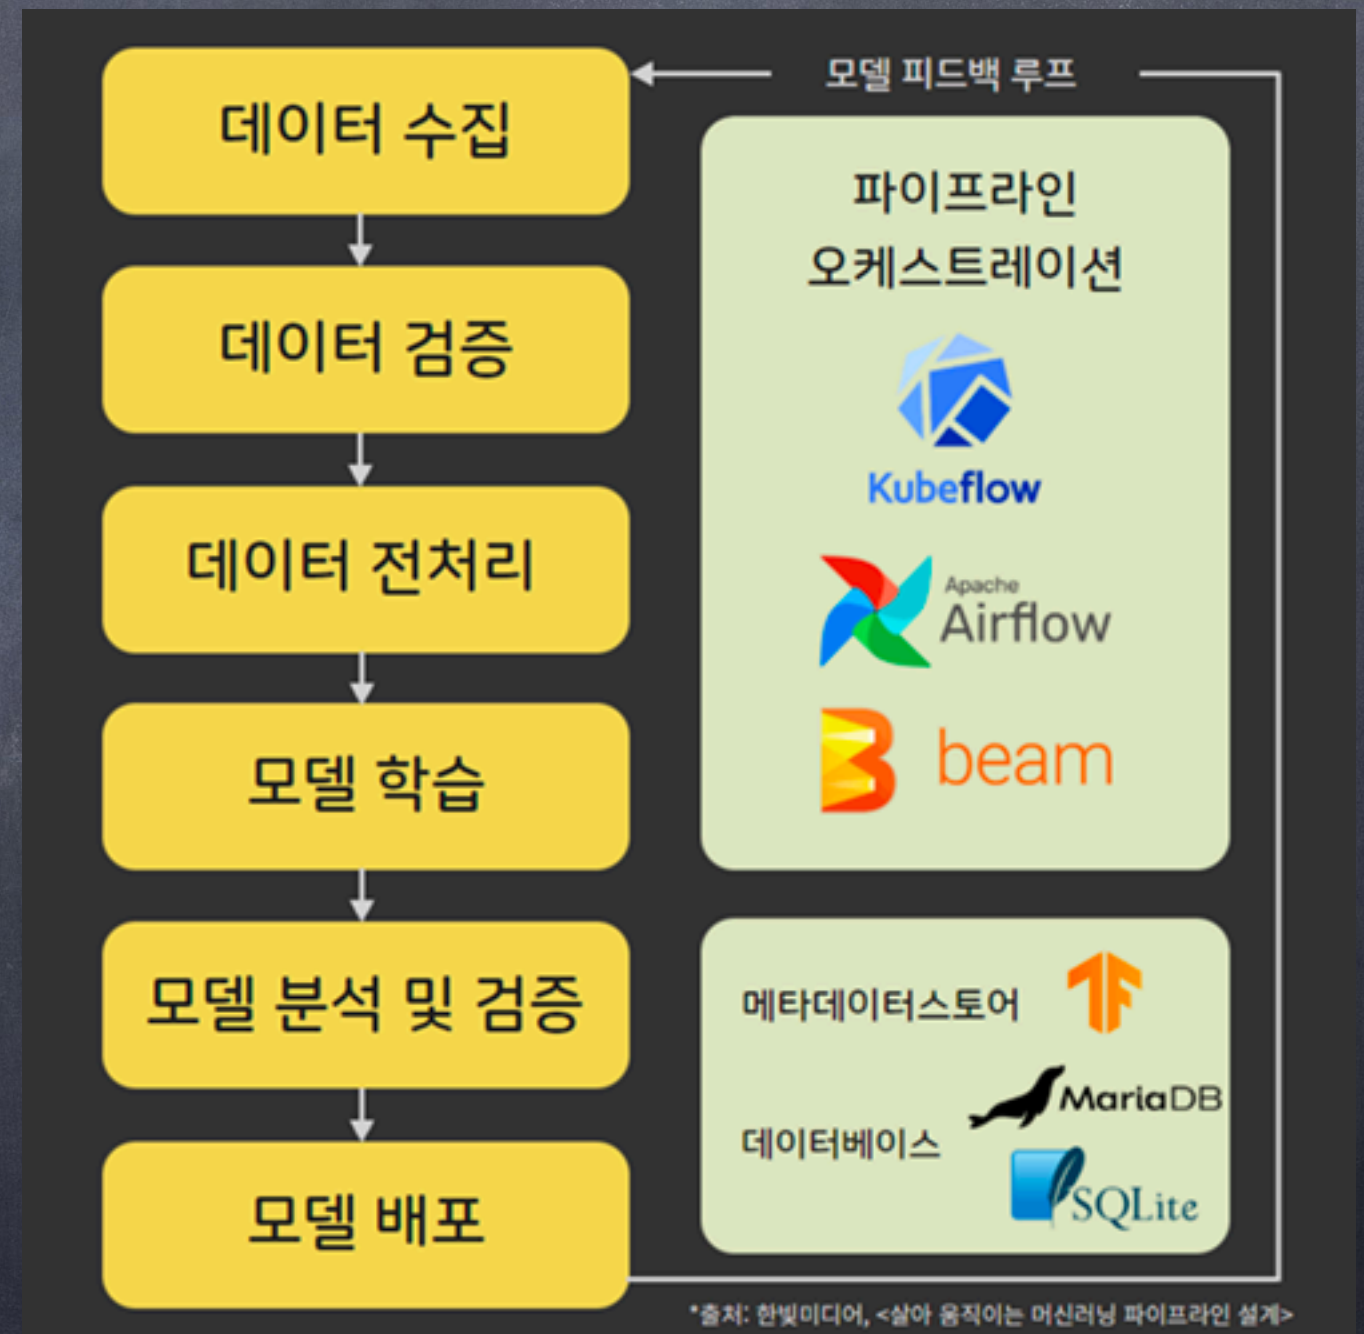 데이터 수집
데이터 검증
데이터 전처리
모델 학습
모델 분석 및 검증
모델 배포
모델 피드백 루프
파이프라인
오케스트레이션
Kubeflow
Apache
Airflow
beam
메타데이터스토어
데이터베이스
MariaDB
SQLite
*출처: 한빛미디어, <살아 움직이는 머신러닝 파이프라인 설계>